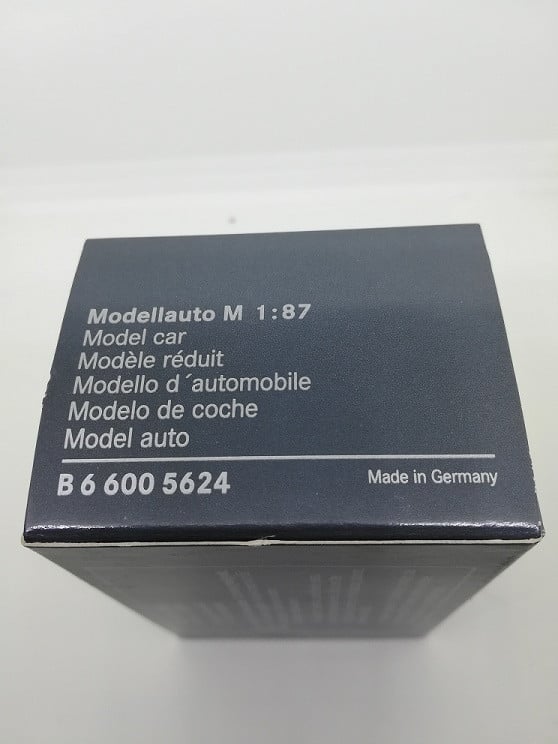 Modellauto M 1:87
Model car
Modèle réduit
Modello d´automobile
Modelo de coche
Model auto
B 6 600 5624
Made in Germany